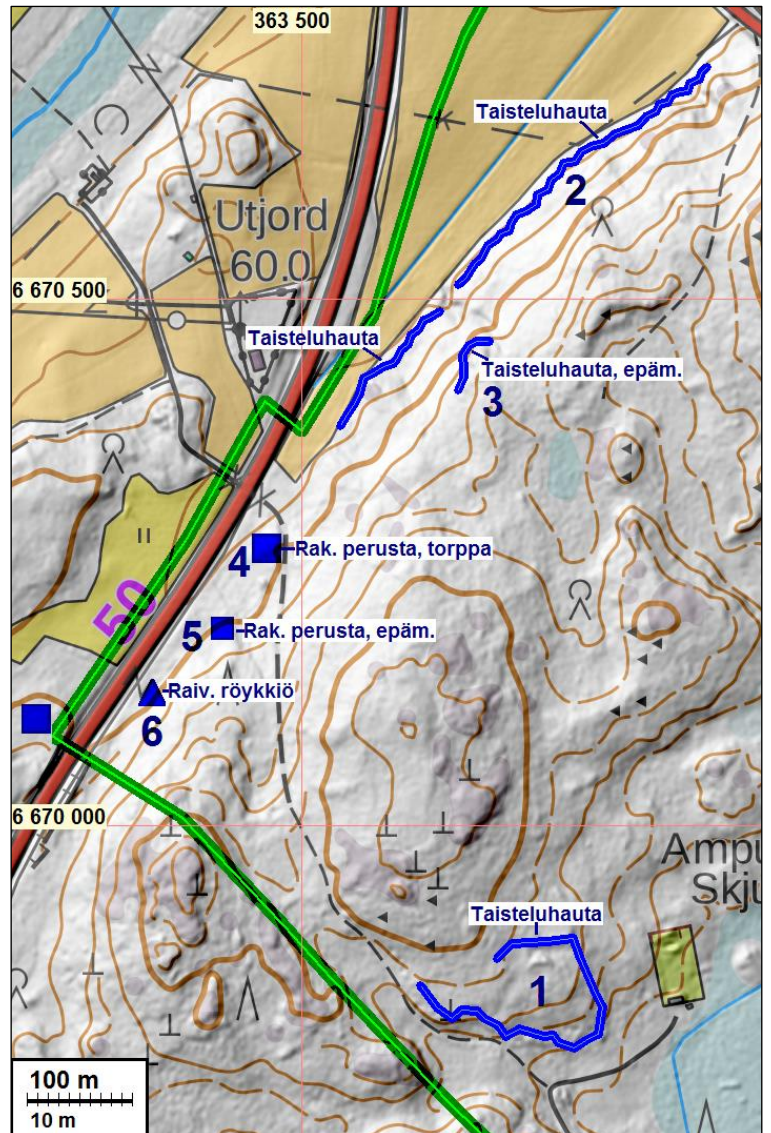 363 500
Taisteluhauta
2
Utjord
60.0
6 670 500
Taisteluhauta
Taisteluhauta, epäm.
3
4
Rak. perusta, torppa
50
5
Rak. perusta, epäm.
Raiv. röykkiö
6
6 670 000
Ampu
Skju
Taisteluhauta
1
100 m
10 m